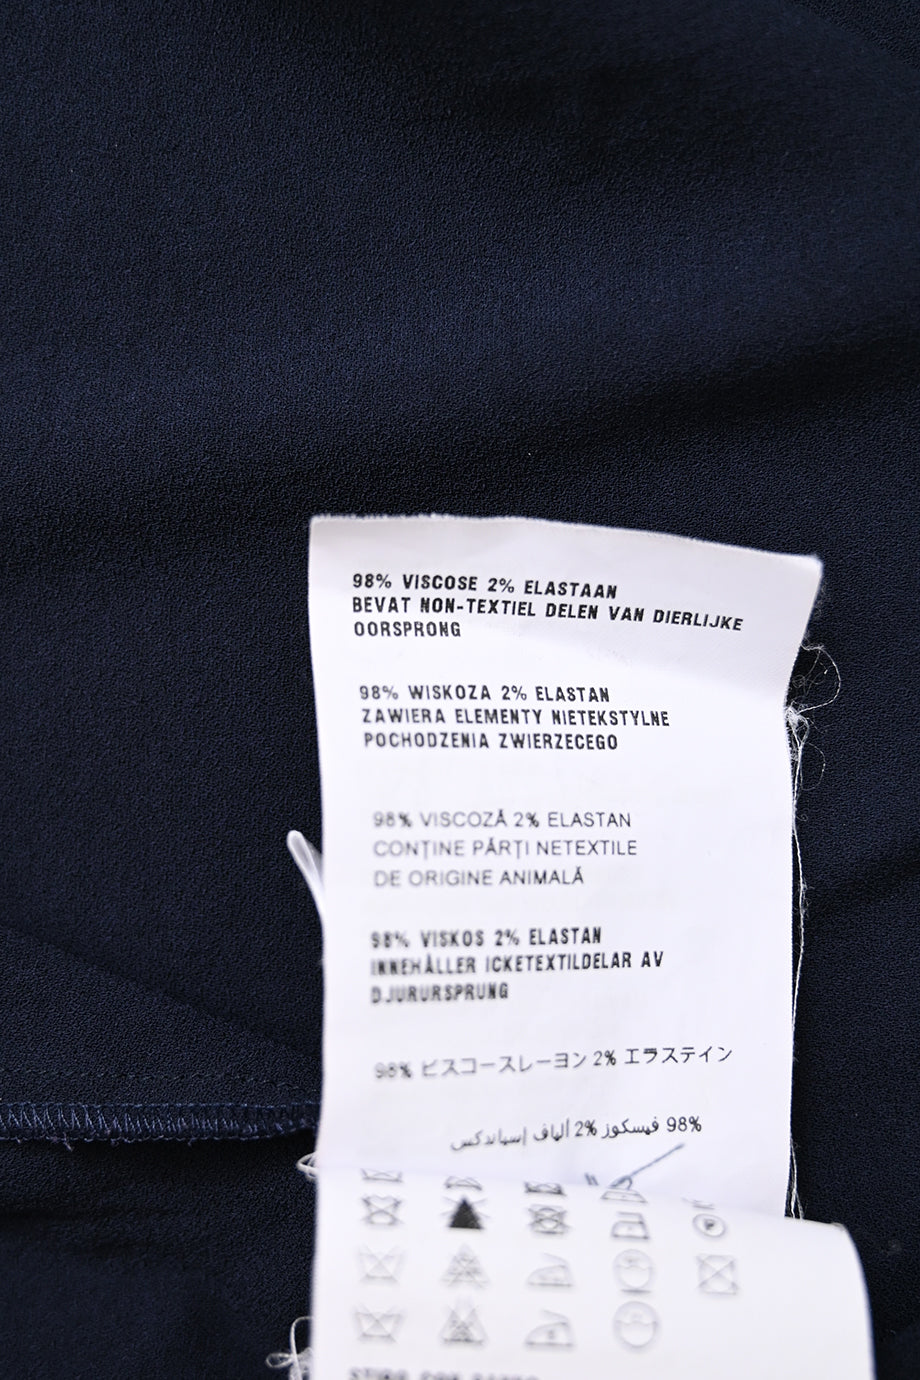 98% VISCOSE 2% ELASTAAN
BEVAT NON-TEXTIEL DELEN VAN DIERLIJKE
OORSPRONG
98% WISKOZA 2% ELASTAN
ZAWIERA ELEMENTY NIETEKSTYLNE
POCHODZENIA ZWIERZECEGO
98% VISCOZĂ 2% ELASTAN
CONȚINE PĂRȚI NETEXTILE
DE ORIGINE ANIMALĂ
98% VISKOS 2% ELASTAN
INNEHÅLLER ICKETEXTILDELAR AV
DJURURSPRUNG
98% ビスコースレーヨン 2% エラステイン
98% فيسكوز 2% ألياف إسباندكس